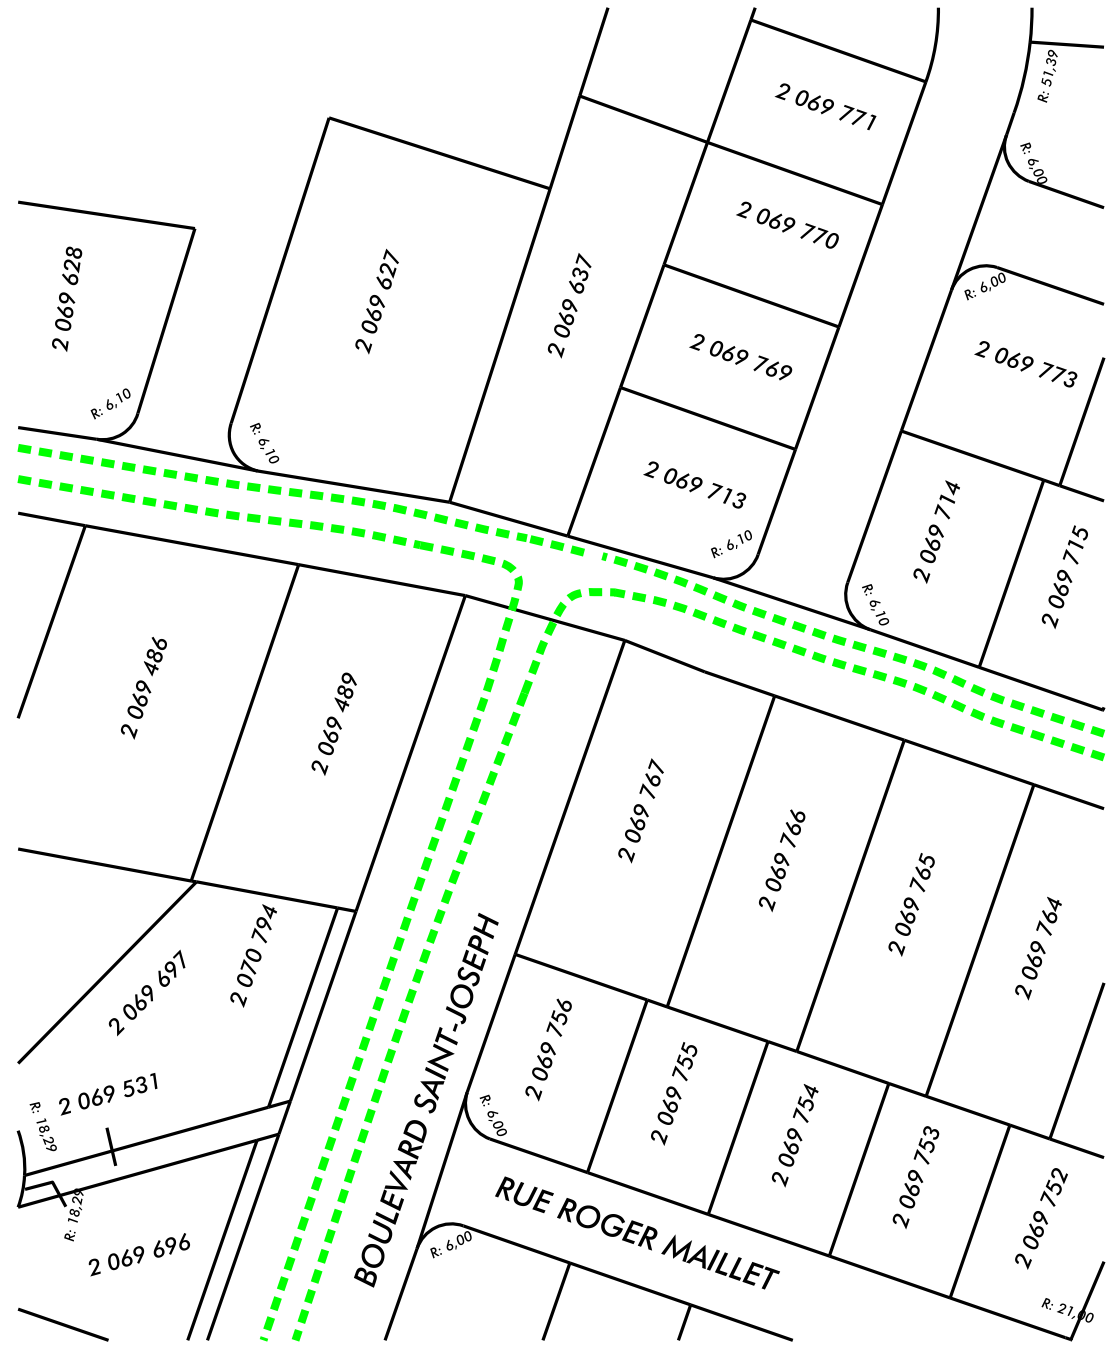 R: 51,39
2 069 771
R: 6,00
2 069 770
2 069 628
2 069 627
2 069 637
R: 6,00
2 069 769
2 069 773
R: 6,10
R: 6,10
2 069 713
R: 6,10
2 069 714
2 069 715
R: 6,10
2 069 486
2 069 489
2 069 767
2 069 766
2 069 765
2 069 764
2 069 697
2 070 794
2 069 756
2 069 755
2 069 754
2 069 753
2 069 752
2 069 531
R: 18,29
R: 6,00
BOULEVARD SAINT-JOSEPH
RUE ROGER MAILLET
R: 18,29
2 069 696
R: 6,00
R: 21,00